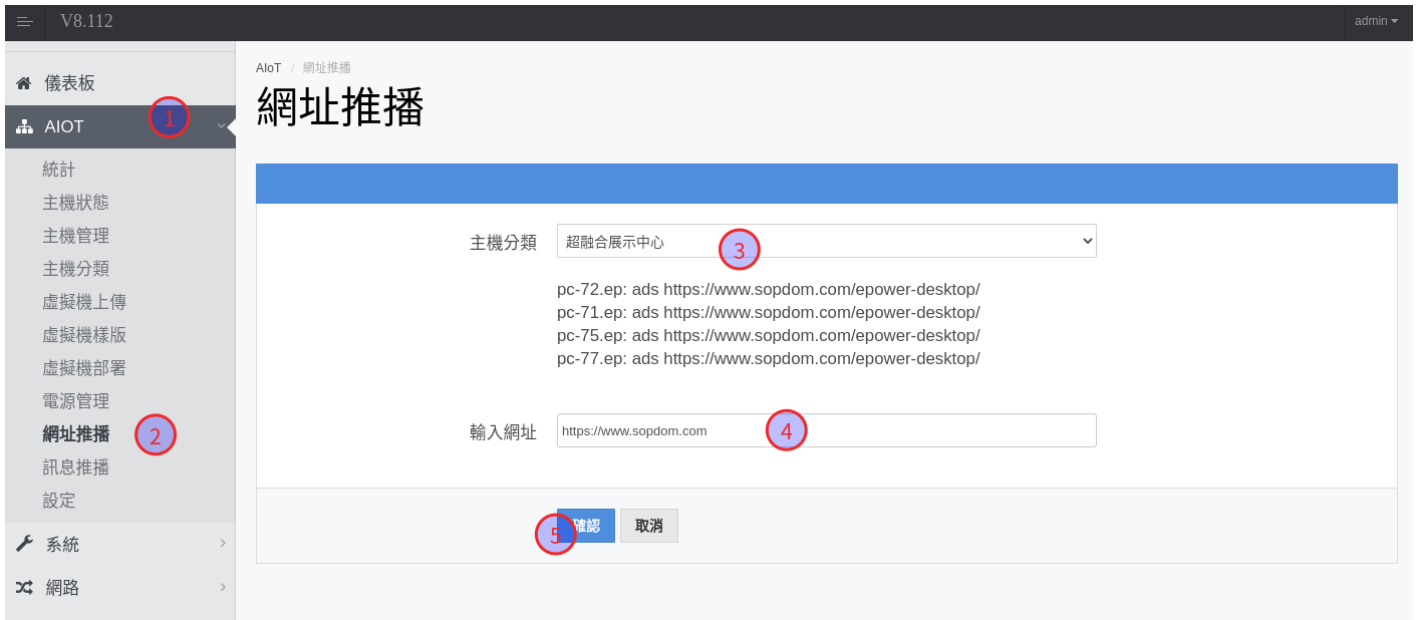 V8.112
admin
儀表板
AIOT
1
統計
主機狀態
主機管理
主機分類
虛擬機上傳
虛擬機樣版
虛擬機部署
電源管理
網址推播
2
訊息推播
設定
系統
網路
AIoT / 網址推播
網址推播
主機分類
超融合展示中心
3
pc-72.ep: ads https://www.sopdom.com/epower-desktop/
pc-71.ep: ads https://www.sopdom.com/epower-desktop/
pc-75.ep: ads https://www.sopdom.com/epower-desktop/
pc-77.ep: ads https://www.sopdom.com/epower-desktop/
輸入網址
https://www.sopdom.com
4
5
確認
取消